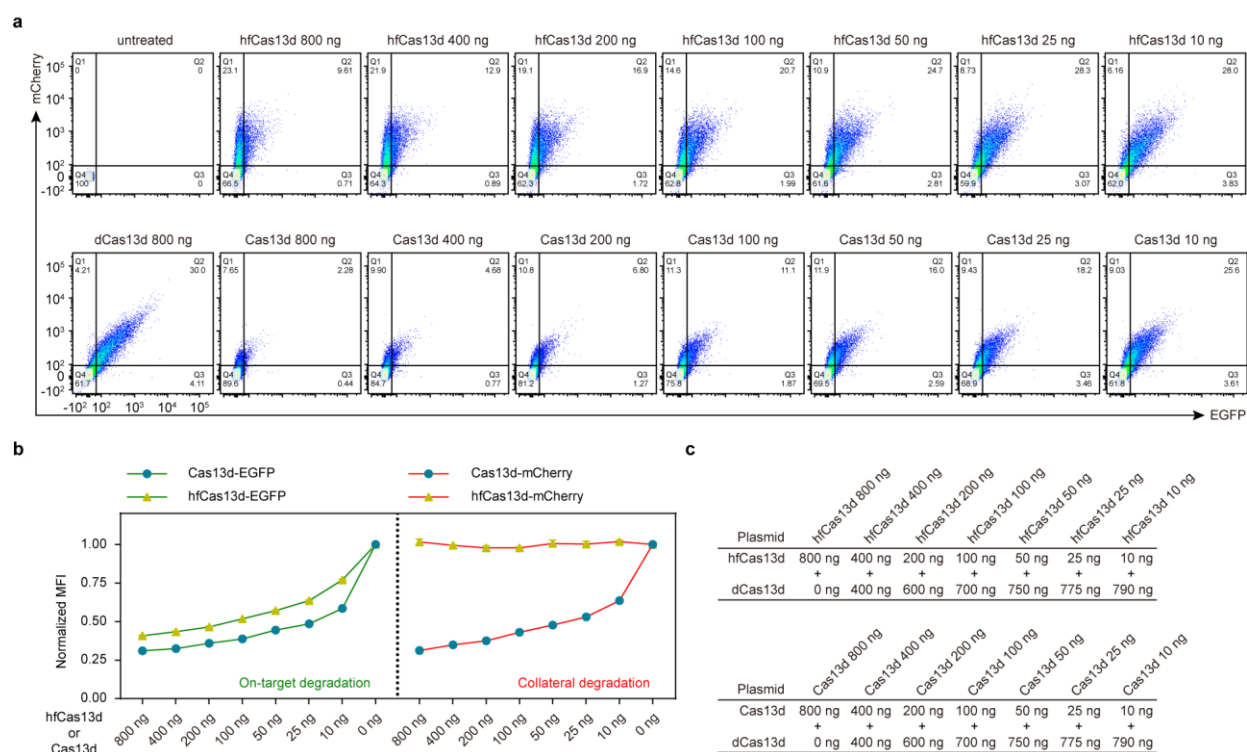 a
untreated
hfCas13d 800 ng
hfCas13d 400 ng
hfCas13d 200 ng
hfCas13d 100 ng
hfCas13d 50 ng
hfCas13d 25 ng
hfCas13d 10 ng
mCherry
10⁵
10⁴
10³
10²
0
-10²
Q1 Q2
0 0
Q4 Q3
100 0
Q1 Q2
23.1 9.61
Q4 Q3
66.5 0.71
Q1 Q2
21.9 12.9
Q4 Q3
64.3 0.89
Q1 Q2
19.1 16.9
Q4 Q3
62.3 1.72
Q1 Q2
14.6 20.7
Q4 Q3
62.8 1.99
Q1 Q2
10.9 24.7
Q4 Q3
61.6 2.81
Q1 Q2
8.73 28.3
Q4 Q3
59.9 3.07
Q1 Q2
6.16 28.0
Q4 Q3
62.0 3.83
dCas13d 800 ng
Cas13d 800 ng
Cas13d 400 ng
Cas13d 200 ng
Cas13d 100 ng
Cas13d 50 ng
Cas13d 25 ng
Cas13d 10 ng
10⁵
10⁴
10³
10²
0
-10²
Q1 Q2
4.21 30.0
Q4 Q3
61.7 4.11
Q1 Q2
7.65 2.28
Q4 Q3
89.6 0.44
Q1 Q2
9.90 4.68
Q4 Q3
84.7 0.77
Q1 Q2
10.8 6.80
Q4 Q3
81.2 1.27
Q1 Q2
11.3 11.1
Q4 Q3
75.8 1.87
Q1 Q2
11.9 16.0
Q4 Q3
69.5 2.59
Q1 Q2
9.43 18.2
Q4 Q3
68.9 3.46
Q1 Q2
9.03 25.6
Q4 Q3
61.8 3.61
-10² 10² 10³ 10⁴ 10⁵
EGFP
b
Cas13d-EGFP
hfCas13d-EGFP
Cas13d-mCherry
hfCas13d-mCherry
Normalized MFI
1.00
0.75
0.50
0.25
0.00
On-target degradation
Collateral degradation
hfCas13d
or
Cas13d
800 ng 400 ng 200 ng 100 ng 50 ng 25 ng 10 ng 0 ng
800 ng 400 ng 200 ng 100 ng 50 ng 25 ng 10 ng 0 ng
c
Plasmid hfCas13d 800 ng hfCas13d 400 ng hfCas13d 200 ng hfCas13d 100 ng hfCas13d 50 ng hfCas13d 25 ng hfCas13d 10 ng
hfCas13d 800 ng 400 ng 200 ng 100 ng 50 ng 25 ng 10 ng
+ + + + + + +
dCas13d 0 ng 400 ng 600 ng 700 ng 750 ng 775 ng 790 ng
Plasmid Cas13d 800 ng Cas13d 400 ng Cas13d 200 ng Cas13d 100 ng Cas13d 50 ng Cas13d 25 ng Cas13d 10 ng
Cas13d 800 ng 400 ng 200 ng 100 ng 50 ng 25 ng 10 ng
+ + + + + + +
dCas13d 0 ng 400 ng 600 ng 700 ng 750 ng 775 ng 790 ng